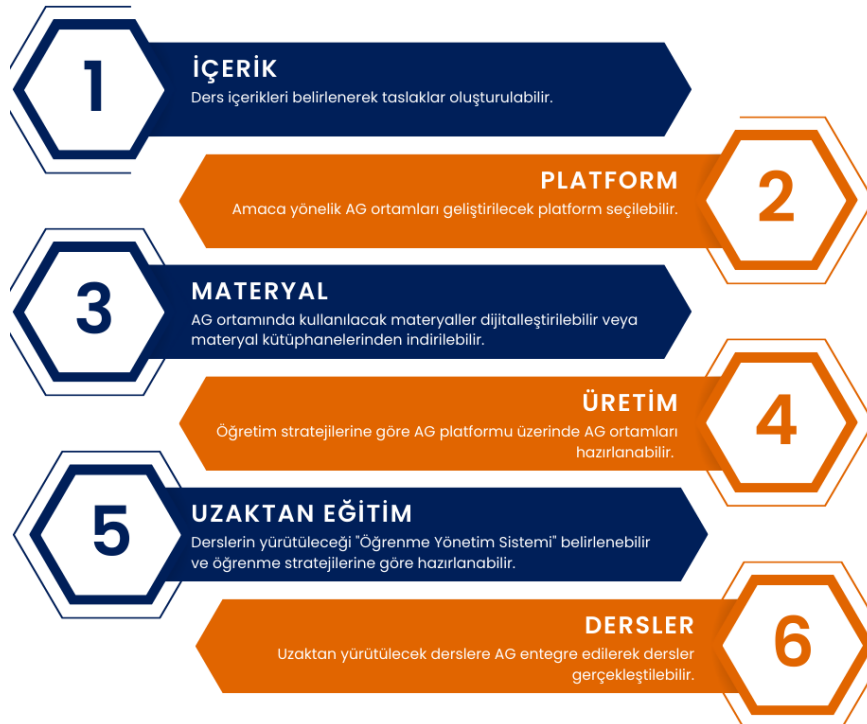 1
İÇERİK
Ders içerikleri belirlenerek taslaklar oluşturulabilir.
2
PLATFORM
Amaca yönelik AG ortamları geliştirilecek platform seçilebilir.
3
MATERYAL
AG ortamında kullanılacak materyaller dijitalleştirilebilir veya
materyal kütüphanelerinden indirilebilir.
4
ÜRETİM
Öğretim stratejilerine göre AG platformu üzerinde AG ortamları
hazırlanabilir.
5
UZAKTAN EĞİTİM
Derslerin yürütüleceği "Öğrenme Yönetim Sistemi" belirlenebilir
ve öğrenme stratejilerine göre hazırlanabilir.
6
DERSLER
Uzaktan yürütülecek derslere AG entegre edilerek dersler
gerçekleştilebilir.